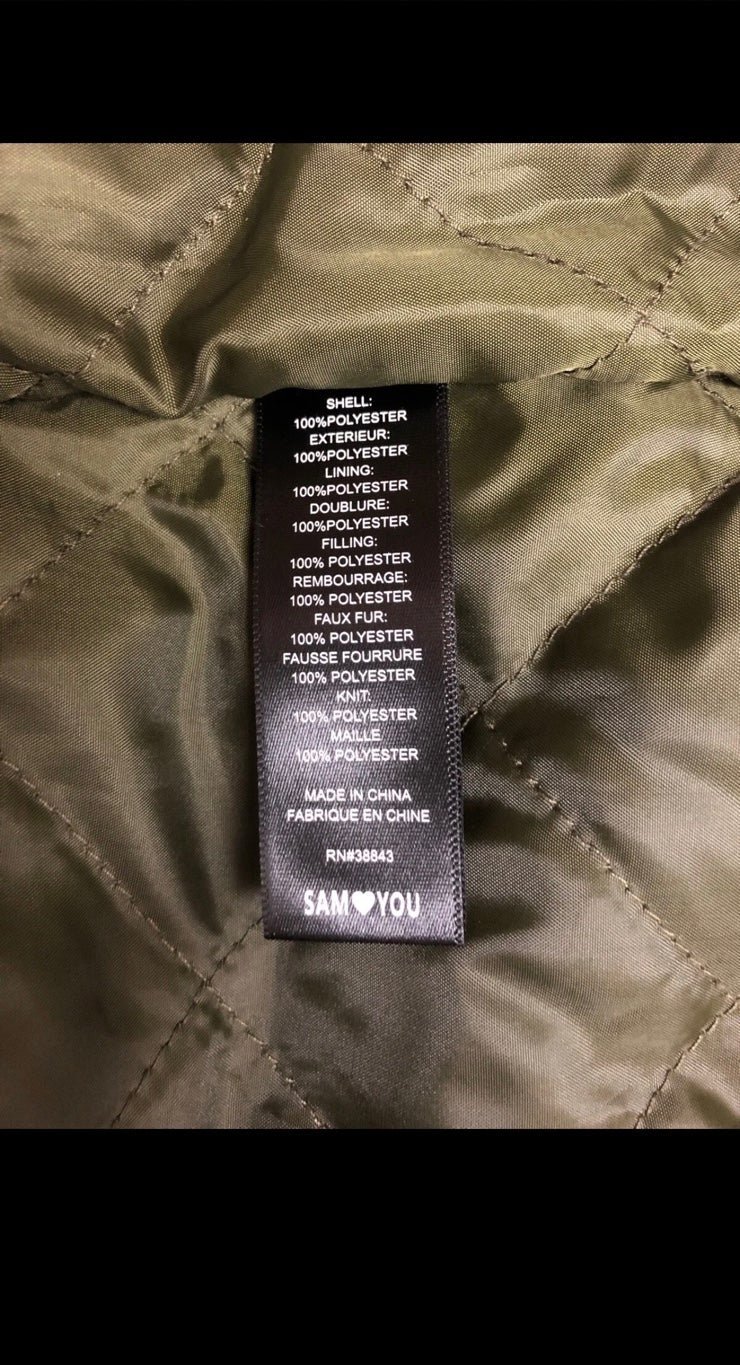 SHELL:
100%POLYESTER
EXTERIEUR:
100%POLYESTER
LINING:
100%POLYESTER
DOUBLURE:
100%POLYESTER
FILLING:
100% POLYESTER
REMBOURRAGE:
100% POLYESTER
FAUX FUR:
100% POLYESTER
FAUSSE FOURRURE
100% POLYESTER
KNIT:
100% POLYESTER
MAILLE
100% POLYESTER
MADE IN CHINA
FABRIQUE EN CHINE
RN#38843
SAM♥YOU